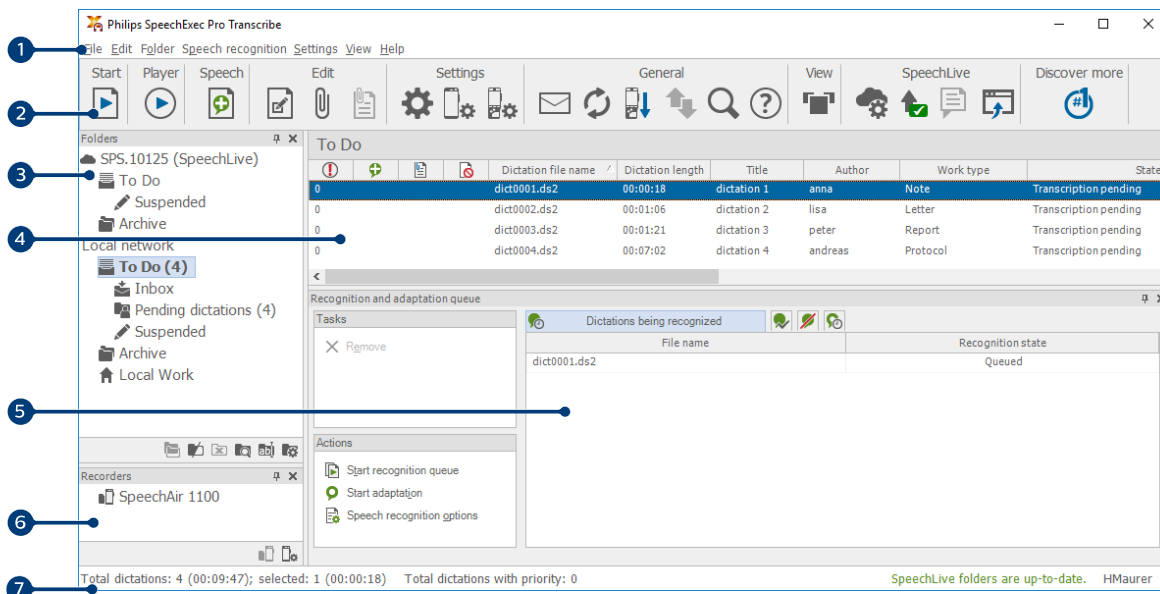 Philips SpeechExec Pro Transcribe
1
File Edit Folder Speech recognition Settings View Help
Start Player Speech Edit Settings General View SpeechLive Discover more
2
#1
Folders
To Do
SPS.10125 (SpeechLive)
3
To Do
Suspended
Archive
Local network
To Do (4)
Inbox
Pending dictations (4)
Suspended
Archive
Local Work
Dictation file name Dictation length Title Author Work type State
0 dict0001.ds2 00:00:18 dictation 1 anna Note Transcription pending
0 dict0002.ds2 00:01:06 dictation 2 lisa Letter Transcription pending
0 dict0003.ds2 00:01:21 dictation 3 peter Report Transcription pending
4
0 dict0004.ds2 00:07:02 dictation 4 andreas Protocol Transcription pending
Recognition and adaptation queue
Tasks
Remove
Dictations being recognized
File name Recognition state
dict0001.ds2 Queued
5
Actions
Start recognition queue
Start adaptation
Speech recognition options
Recorders
SpeechAir 1100
6
Total dictations: 4 (00:09:47); selected: 1 (00:00:18) Total dictations with priority: 0 SpeechLive folders are up-to-date. HMaurer
7